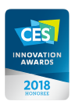 CES
INNOVATION
AWARDS
2018
HONOREE